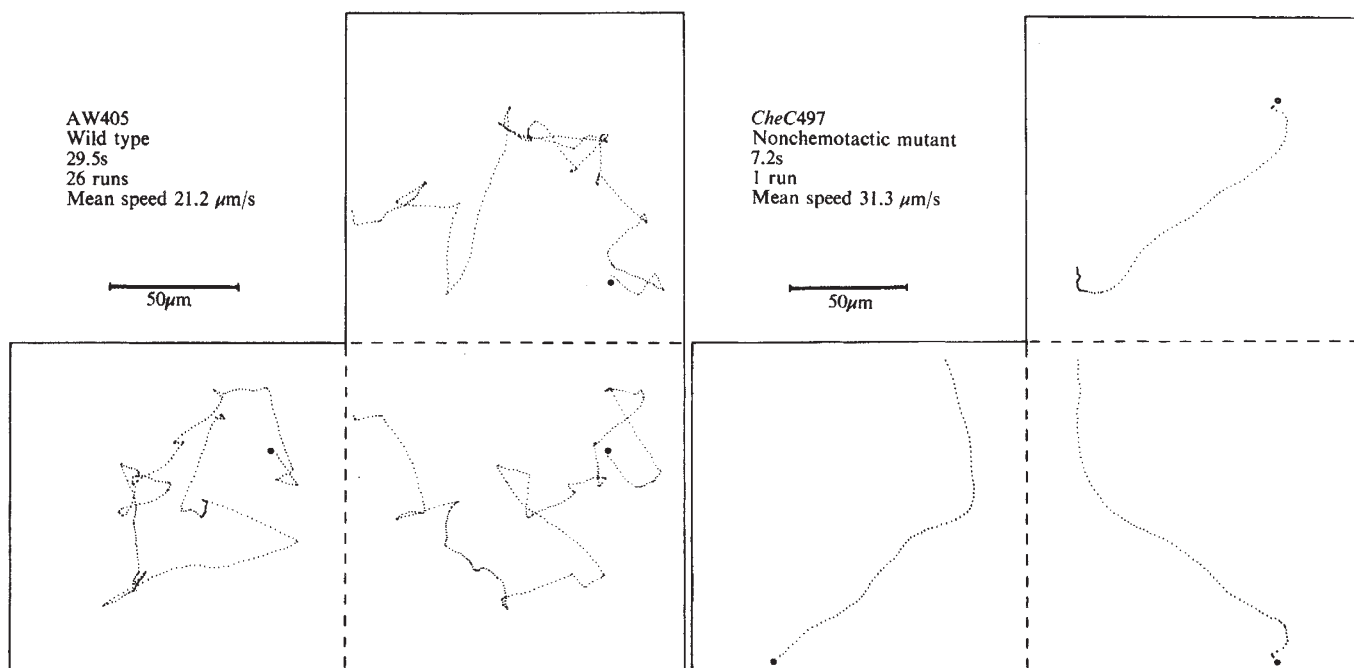 AW405
Wild type
29.5s
26 runs
Mean speed 21.2 μm/s
50μm
CheC497
Nonchemotactic mutant
7.2s
1 run
Mean speed 31.3 μm/s
50μm